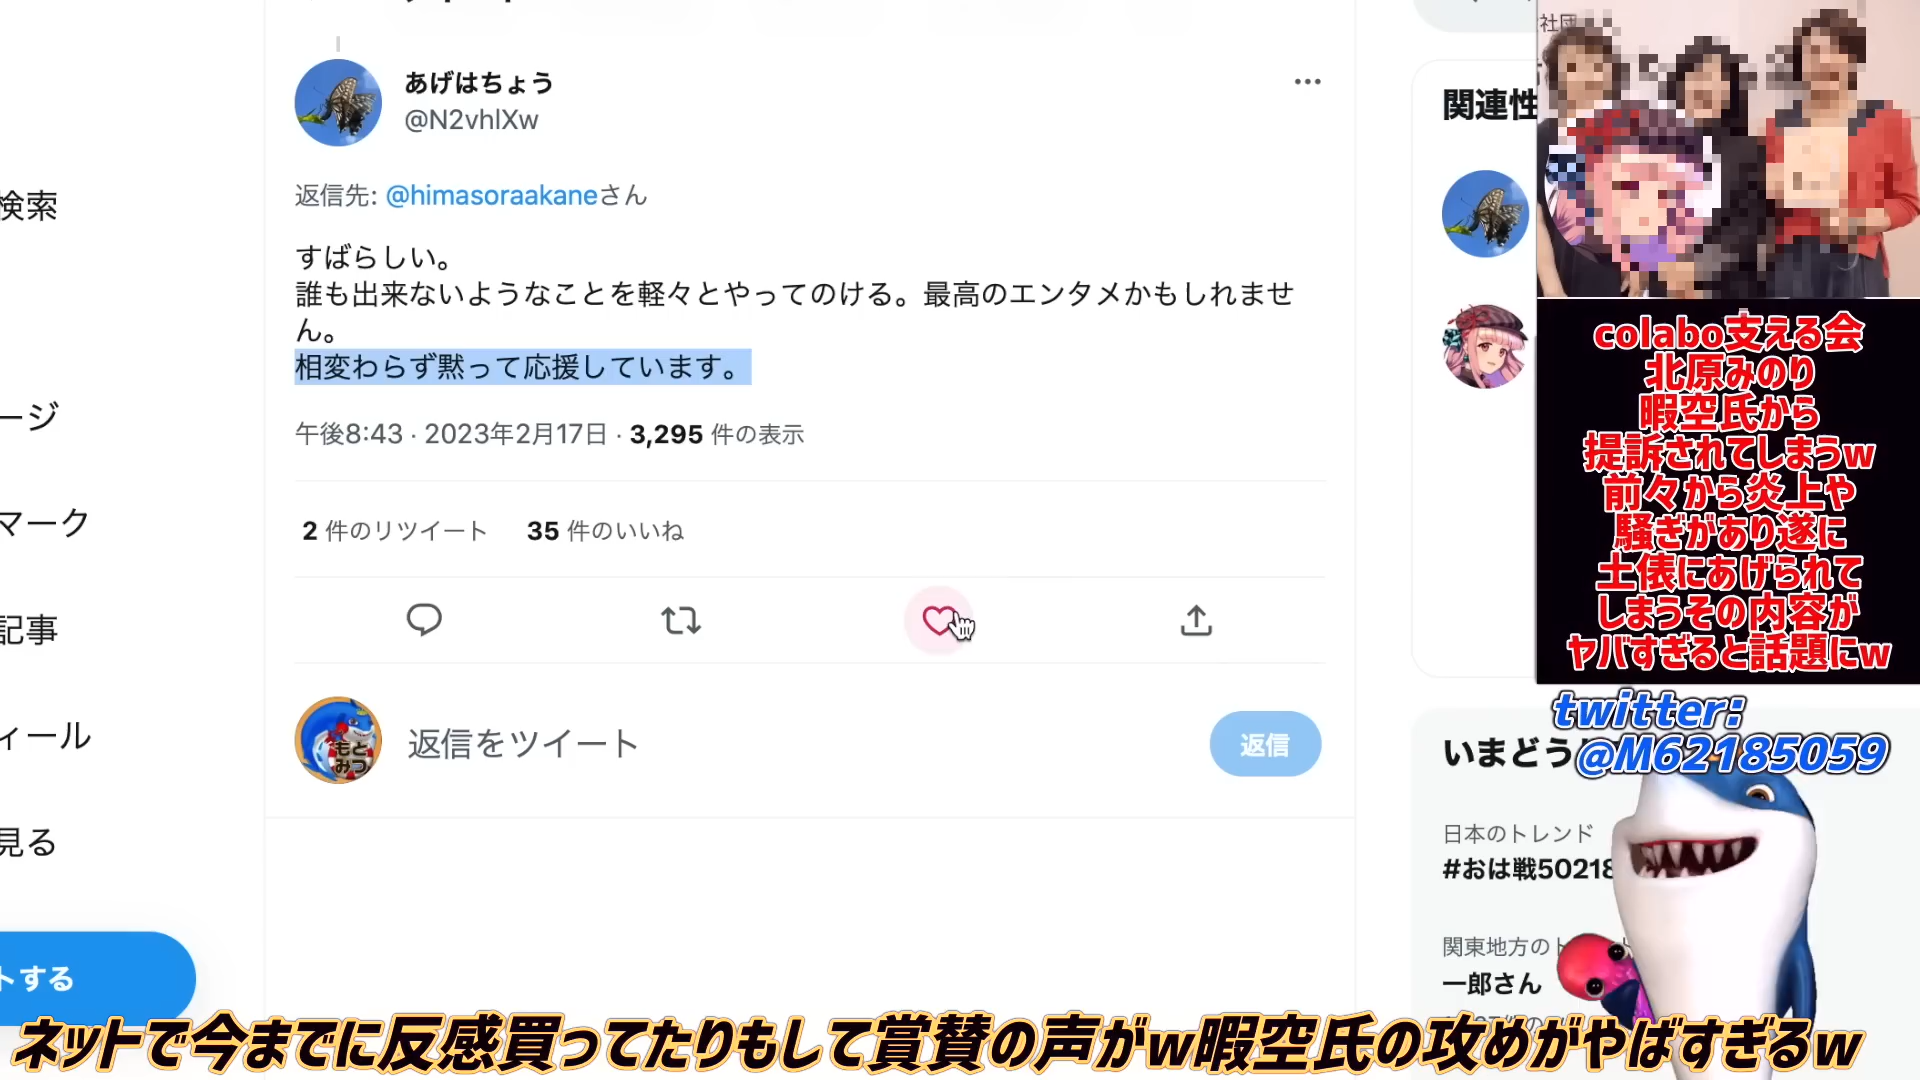 あげはちょう
@N2vhlXw
返信先: @himasoraakaneさん
すばらしい。
誰も出来ないようなことを軽々とやってのける。最高のエンタメかもしれませ
ん。
相変わらず黙って応援しています。
午後8:43 · 2023年2月17日 · 3,295 件の表示
2 件のリツイート 35 件のいいね
もと
みつ
返信をツイート
返信
検索
ージ
マーク
記事
ィール
見る
トする
関連性
社団
colabo支える会
北原みのり
暇空氏から
提訴されてしまうw
前々から炎上や
騒ぎがあり遂に
土俵にあげられて
しまうその内容が
ヤバすぎると話題にw
twitter:
@M62185059
いまどう
日本のトレンド
#おは戦50218
関東地方のト
一郎さん
ネットで今までに反感買ってたりもして賞賛の声がw暇空氏の攻めがやばすぎるw